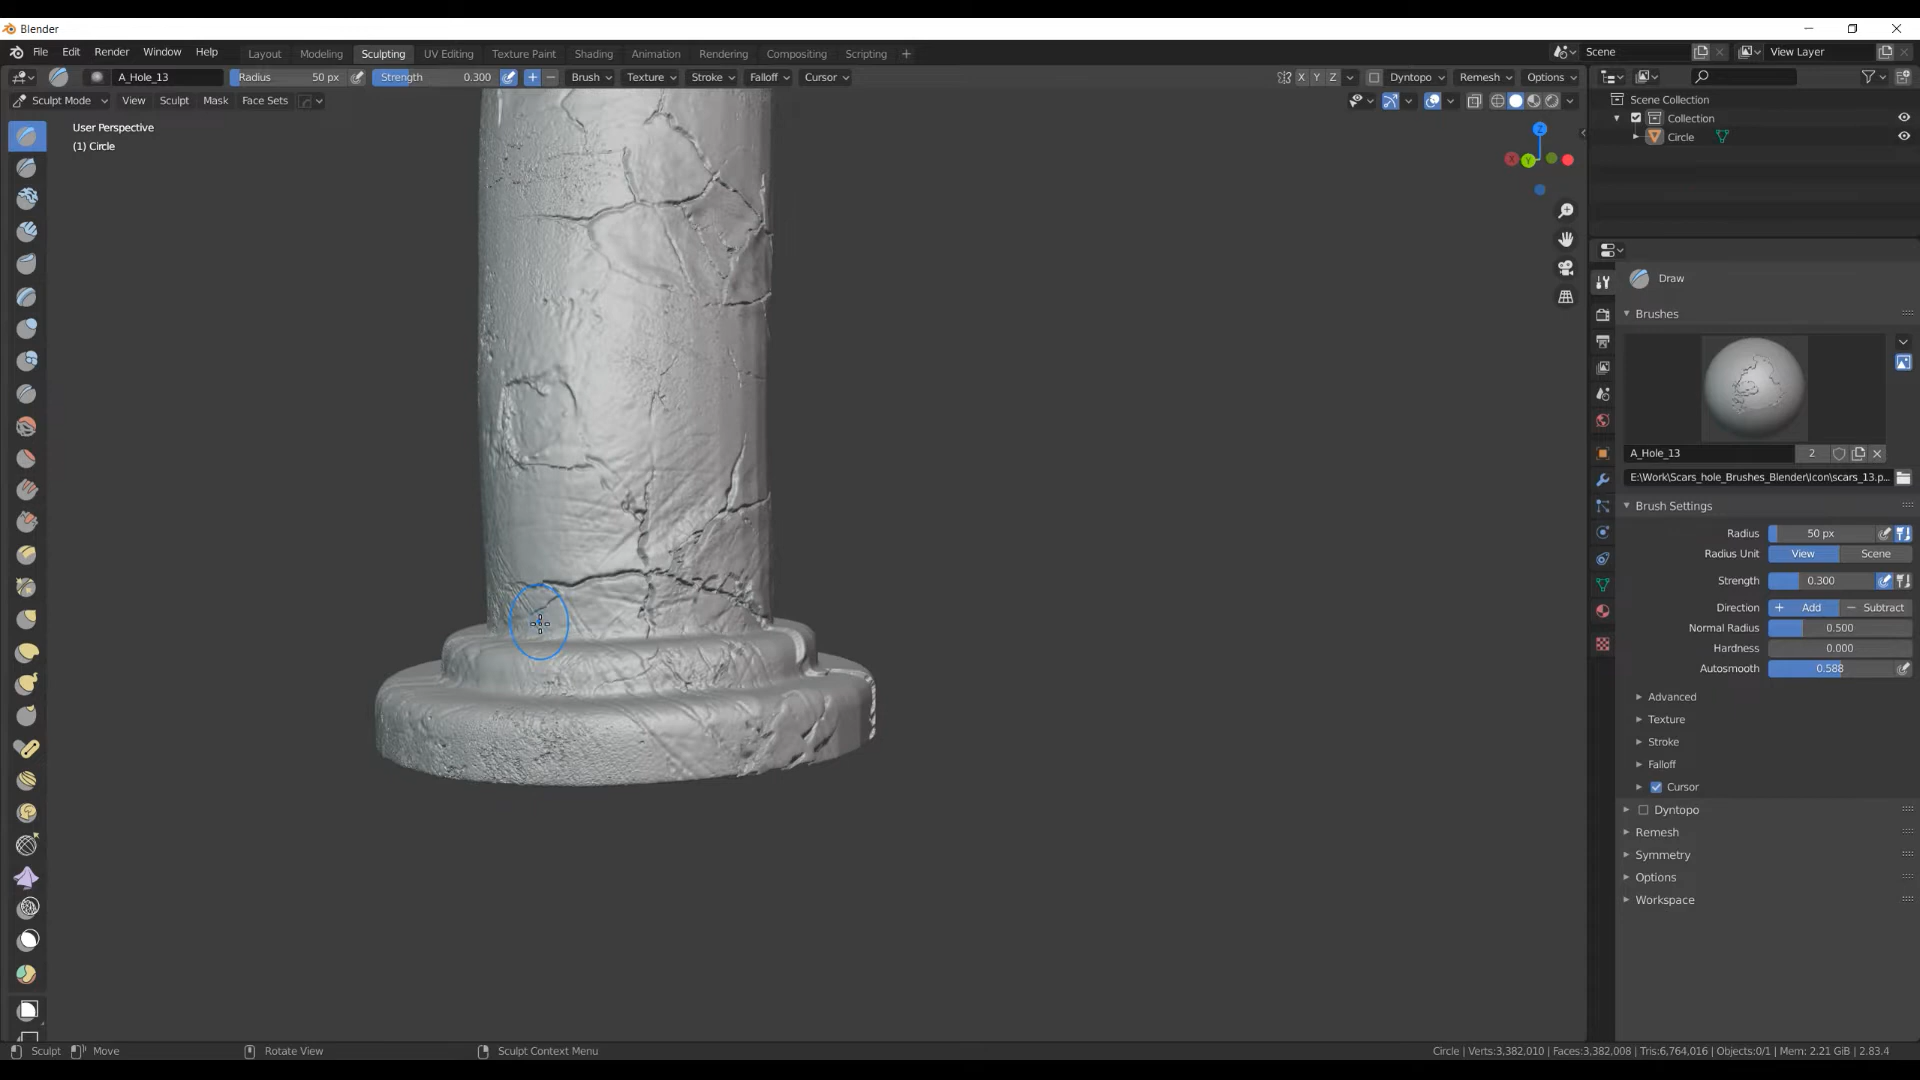 Blender
File Edit Render Window Help
Layout Modeling Sculpting UV Editing Texture Paint Shading Animation Rendering Compositing Scripting +
Scene View Layer
A_Hole_13 Radius 50 px Strength 0.300 Brush Texture Stroke Falloff Cursor X Y Z Dyntopo Remesh Options
Sculpt Mode View Sculpt Mask Face Sets
User Perspective
(1) Circle
Z
X
Y
Scene Collection
Collection
Circle
Draw
Brushes
A_Hole_13 2
E:\Work\Scars_hole_Brushes_Blender\Icon\scars_13.p...
Brush Settings
Radius 50 px
Radius Unit View Scene
Strength 0.300
Direction + Add − Subtract
Normal Radius 0.500
Hardness 0.000
Autosmooth 0.588
Advanced
Texture
Stroke
Falloff
Cursor
Dyntopo
Remesh
Symmetry
Options
Workspace
Sculpt Move Rotate View Sculpt Context Menu
Circle | Verts:3,382,010 | Faces:3,382,008 | Tris:6,764,016 | Objects:0/1 | Mem: 2.21 GiB | 2.83.4